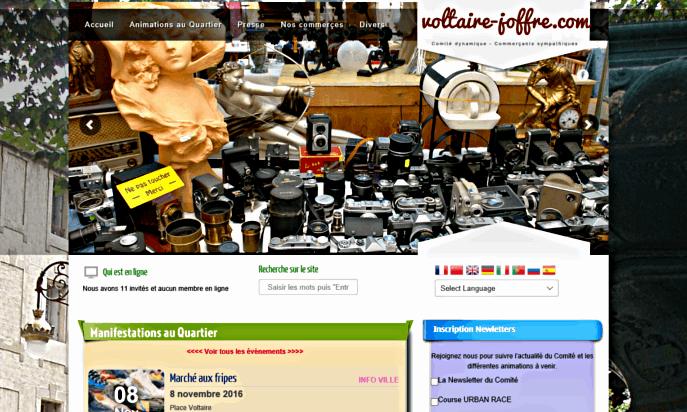 Accueil Animations au Quartier Presse Nos commerces Divers
voltaire-joffre.com
Comité dynamique - Commerçants sympathiques
Ne pas toucher
Merci
Qui est en ligne
Nous avons 11 invités et aucun membre en ligne
Recherche sur le site
Saisir les mots puis "Entr
Select Language
Manifestations au Quartier
<<<< Voir tous les évènements >>>>
08
Nov
Marché aux fripes
INFO VILLE
8 novembre 2016
Place Voltaire
Inscription Newletters
Rejoignez nous pour suivre l'actualité du Comité et les
différentes animations à venir.
La Newsletter du Comité
Course URBAN RACE